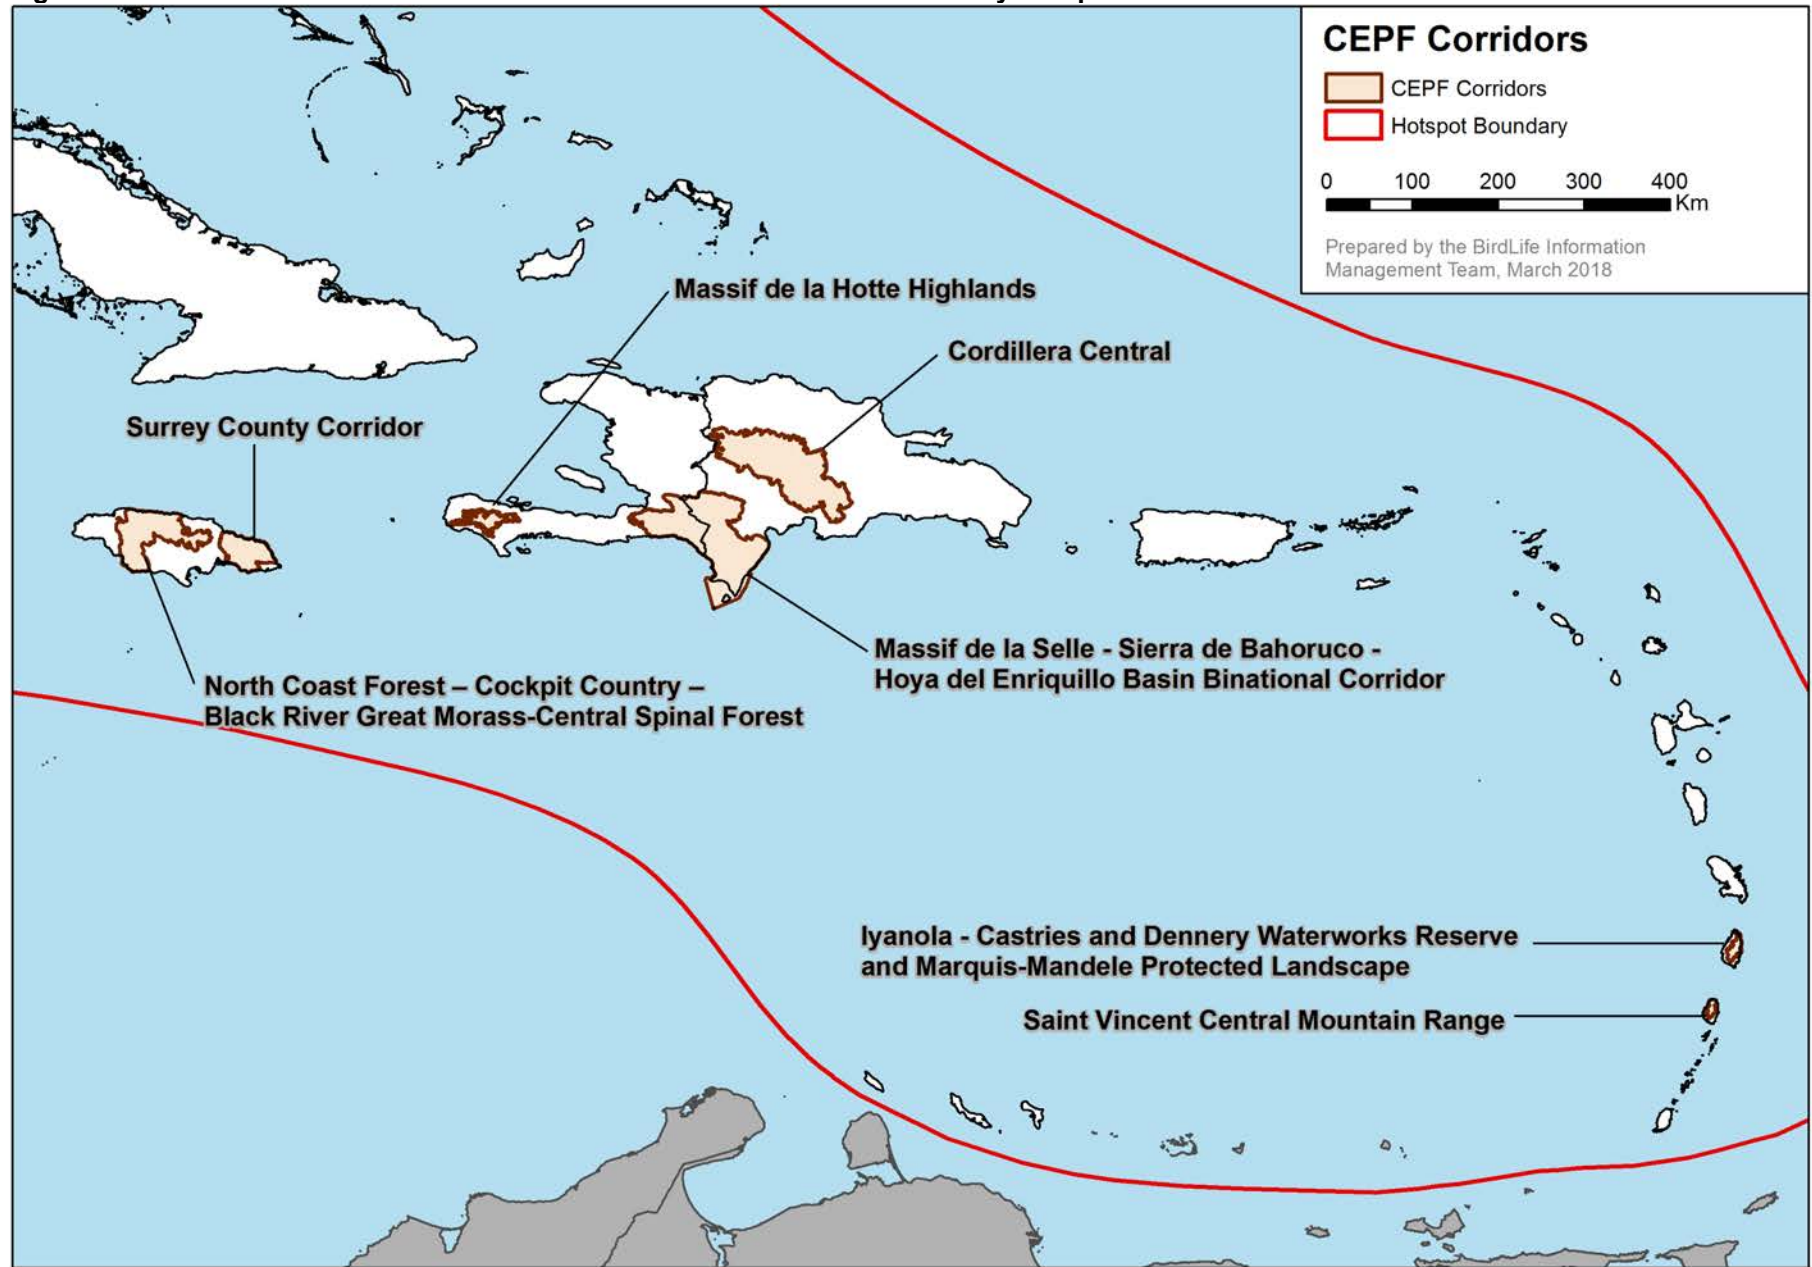 CEPF Corridors
CEPF Corridors
Hotspot Boundary
0 100 200 300 400
Km
Prepared by the BirdLife Information
Management Team, March 2018
Massif de la Hotte Highlands
Cordillera Central
Surrey County Corridor
Massif de la Selle - Sierra de Bahoruco -
Hoya del Enriquillo Basin Binational Corridor
North Coast Forest – Cockpit Country –
Black River Great Morass-Central Spinal Forest
Iyanola - Castries and Dennery Waterworks Reserve
and Marquis-Mandele Protected Landscape
Saint Vincent Central Mountain Range